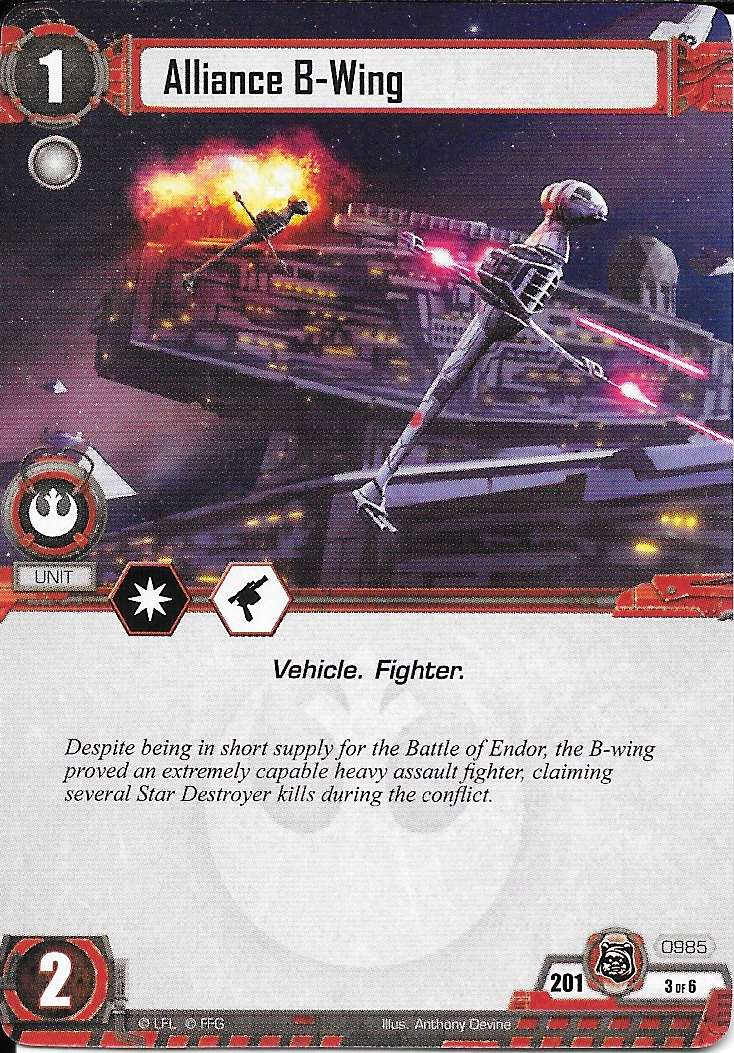 1
Alliance B-Wing
UNIT
Vehicle. Fighter.
Despite being in short supply for the Battle of Endor, the B-wing
proved an extremely capable heavy assault fighter, claiming
several Star Destroyer kills during the conflict.
2
0985
201
3 OF 6
© LFL © FFG
Illus. Anthony Devine